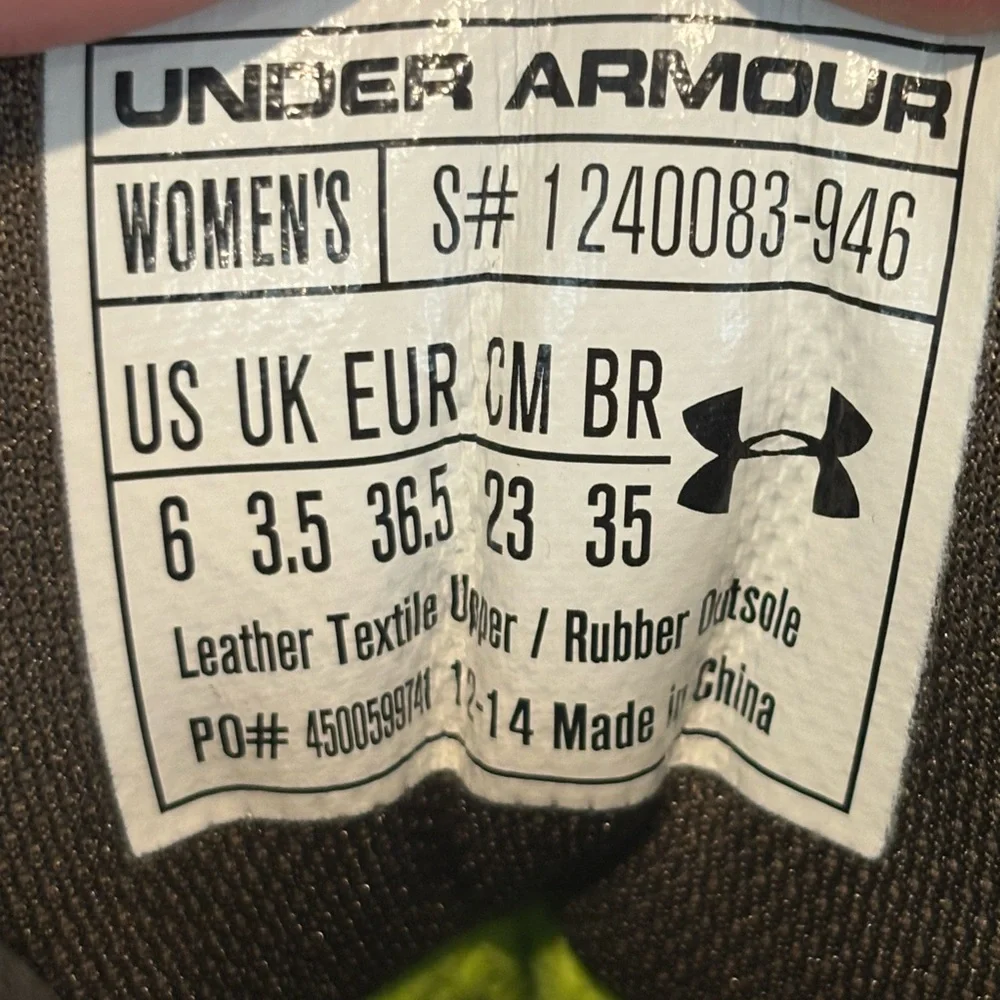 UNDER ARMOUR
WOMEN'S S# 1240083-946
US UK EUR CM BR
6 3.5 36.5 23 35
Leather Textile Upper / Rubber Outsole
PO# 4500599741 12-14 Made in China